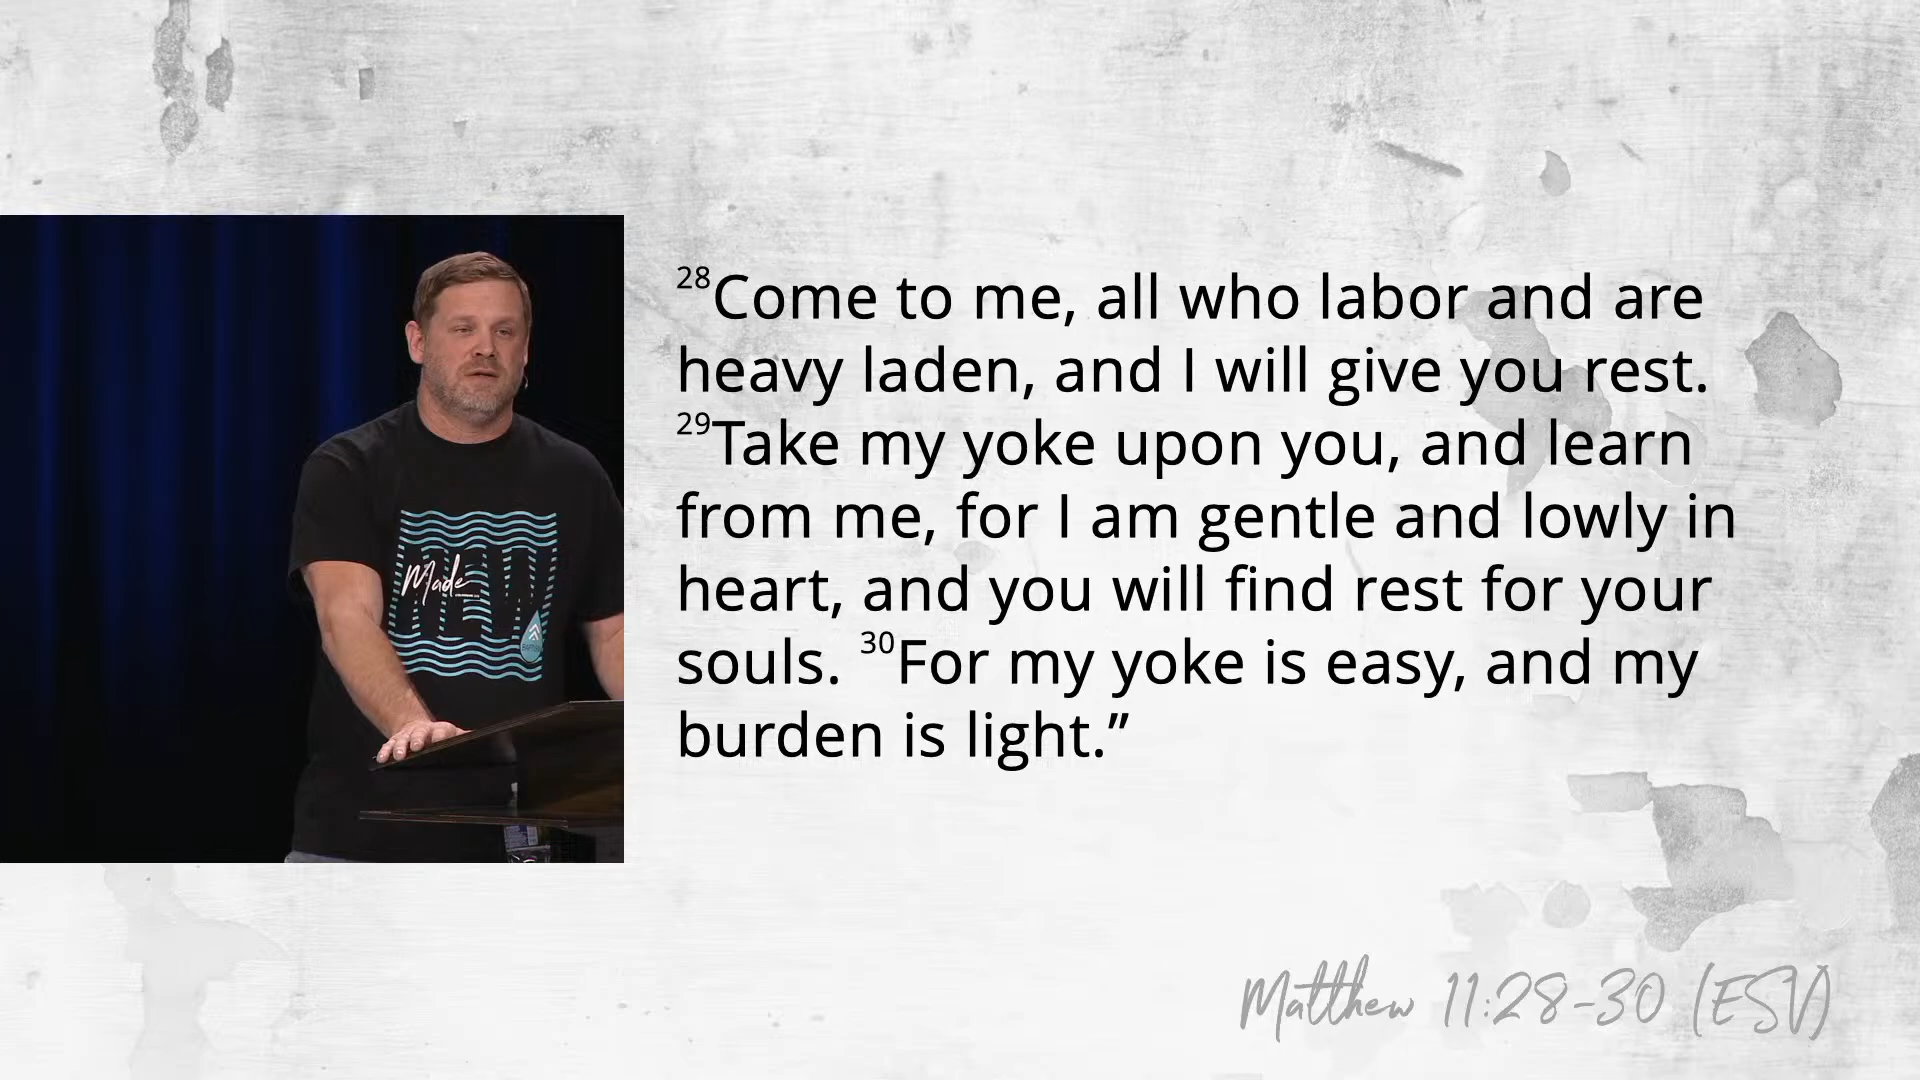 28Come to me, all who labor and are
heavy laden, and I will give you rest.
29Take my yoke upon you, and learn
from me, for I am gentle and lowly in
heart, and you will find rest for your
souls. 30For my yoke is easy, and my
burden is light.”
Matthew 11:28-30 (ESV)
Made
NEW